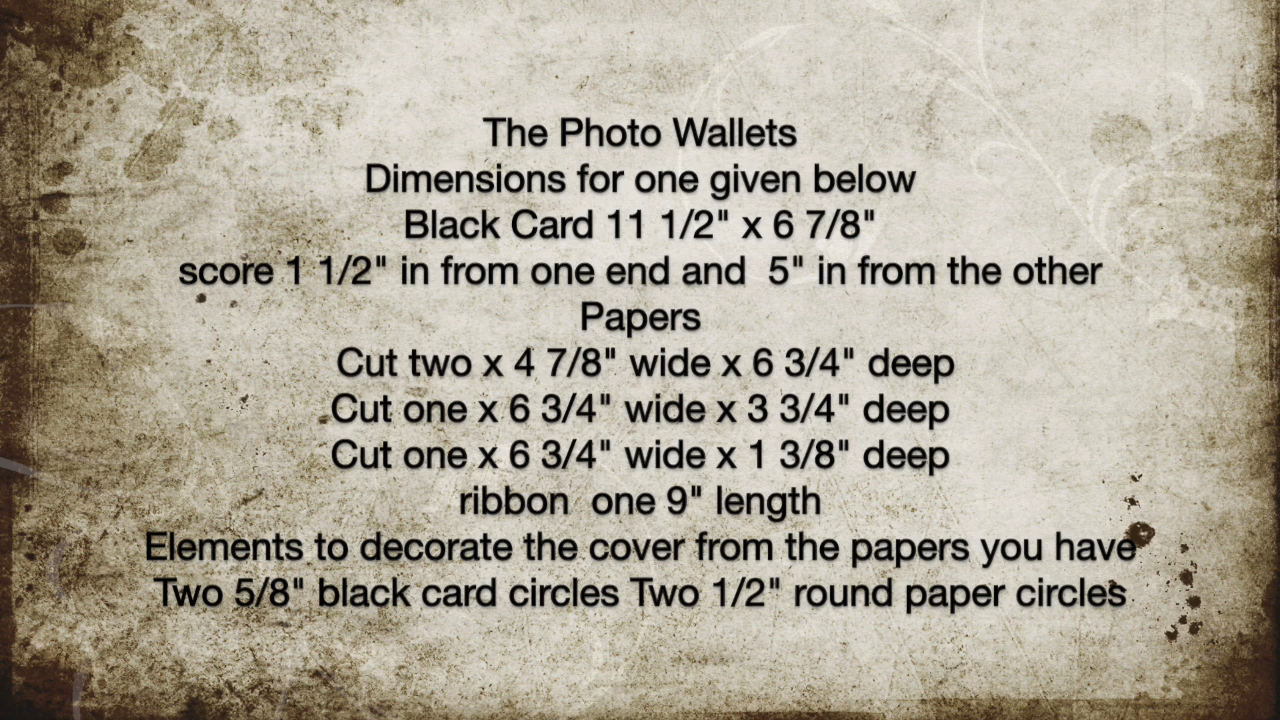 The Photo Wallets
Dimensions for one given below
Black Card 11 1/2" x 6 7/8"
score 1 1/2" in from one end and  5" in from the other
Papers
Cut two x 4 7/8" wide x 6 3/4" deep
Cut one x 6 3/4" wide x 3 3/4" deep
Cut one x 6 3/4" wide x 1 3/8" deep
ribbon  one 9" length
Elements to decorate the cover from the papers you have
Two 5/8" black card circles Two 1/2" round paper circles